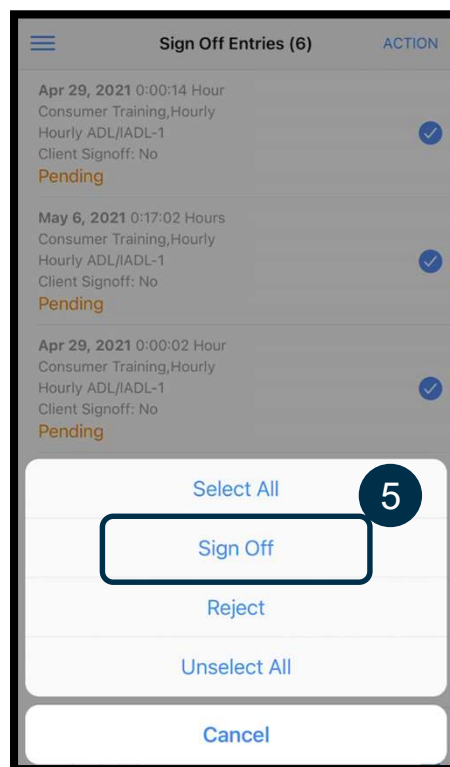 Sign Off Entries (6)
ACTION
Apr 29, 2021 0:00:14 Hour
Consumer Training,Hourly
Hourly ADL/IADL-1
Client Signoff: No
Pending
May 6, 2021 0:17:02 Hours
Consumer Training,Hourly
Hourly ADL/IADL-1
Client Signoff: No
Pending
Apr 29, 2021 0:00:02 Hour
Consumer Training,Hourly
Hourly ADL/IADL-1
Client Signoff: No
Pending
Select All
5
Sign Off
Reject
Unselect All
Cancel